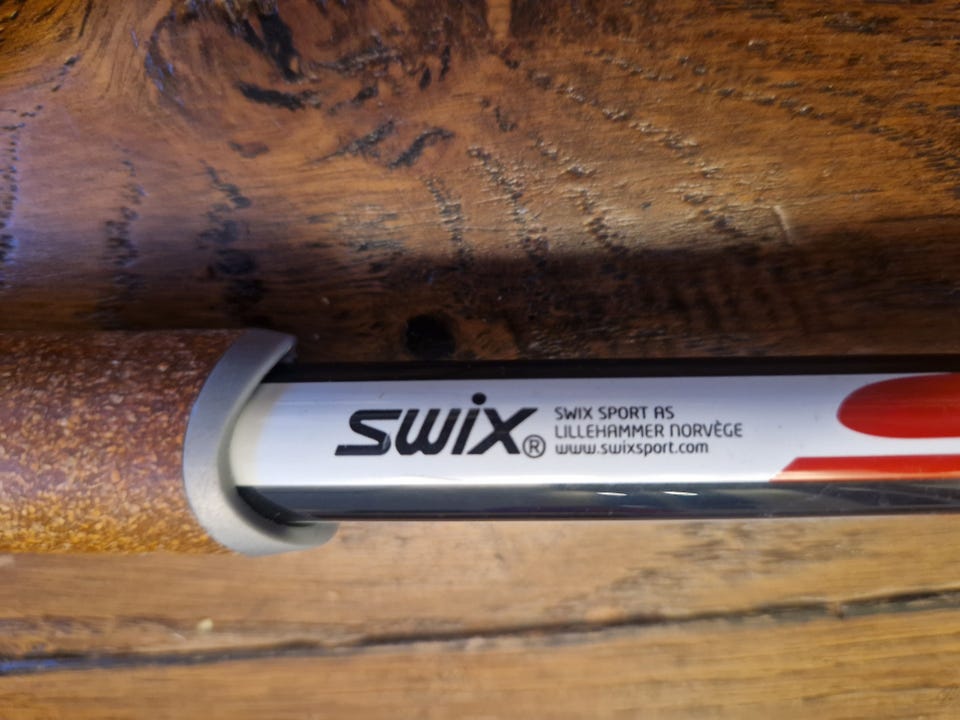 SWiX®
SWIX SPORT AS
LILLEHAMMER NORVÈGE
www.swixsport.com